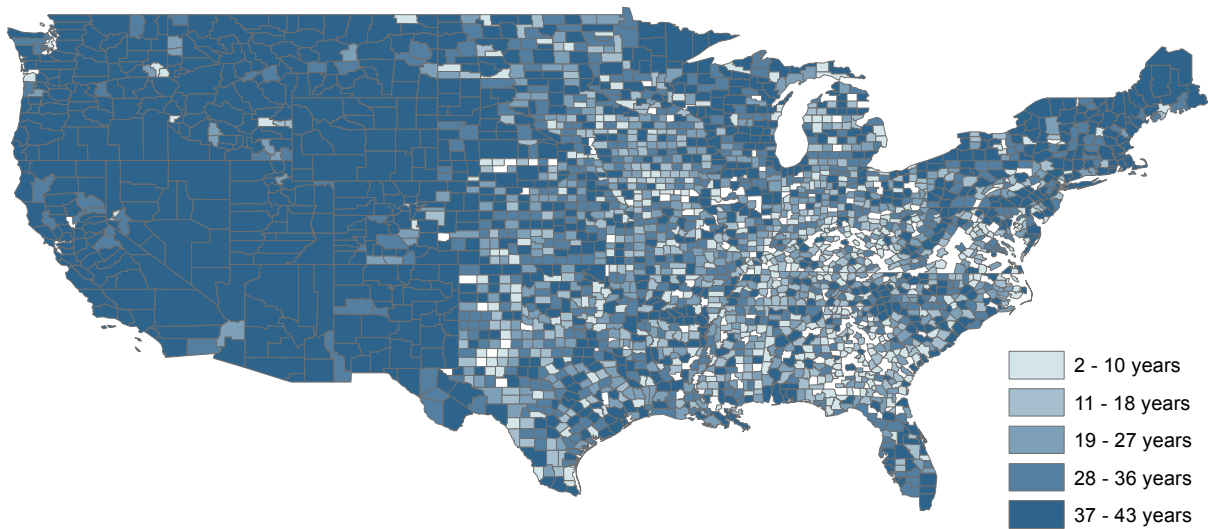 2 - 10 years
11 - 18 years
19 - 27 years
28 - 36 years
37 - 43 years